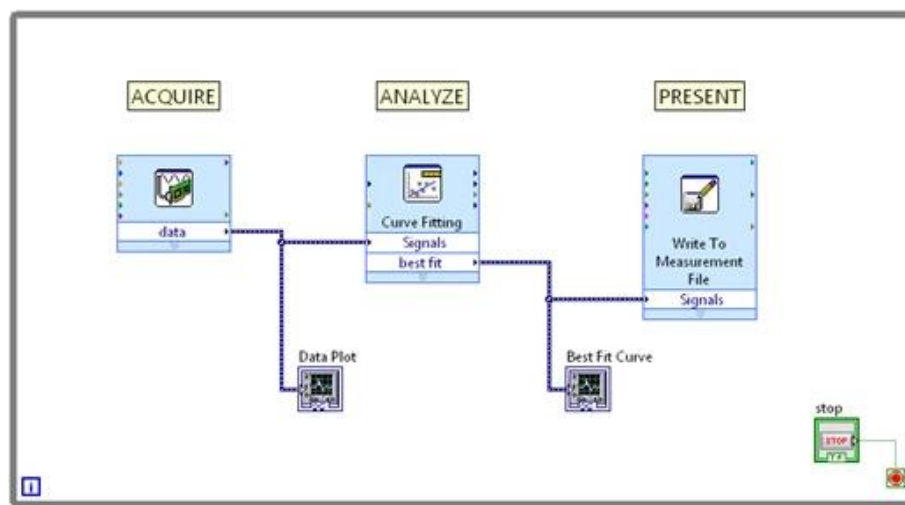 ACQUIRE
ANALYZE
PRESENT
data
Curve Fitting
Signals
best fit
Write To
Measurement
File
Signals
Data Plot
Best Fit Curve
stop
STOP
TF
i